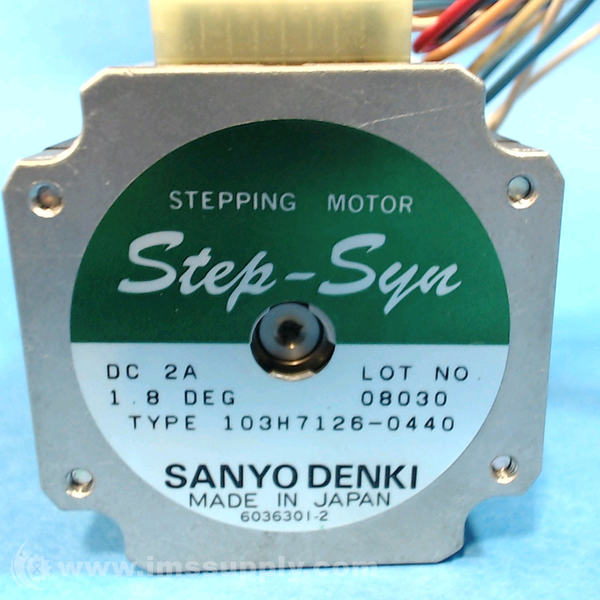 STEPPING MOTOR
Step-Syn
DC 2A LOT NO.
1.8 DEG 08030
TYPE 103H7126-0440
SANYO DENKI
MADE IN JAPAN
6036301-2
www.imssupply.com